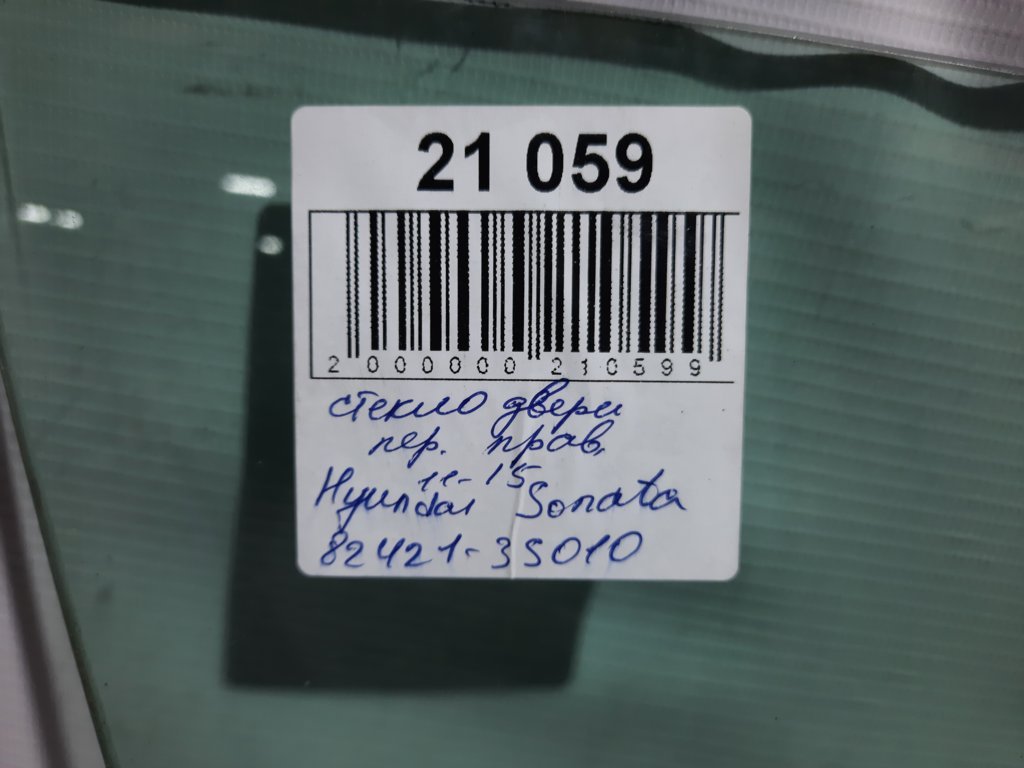 21 059
2 000000 210599
стекло двери
пер. прав.
11-15
Hyundai Sonata
82421-3S010